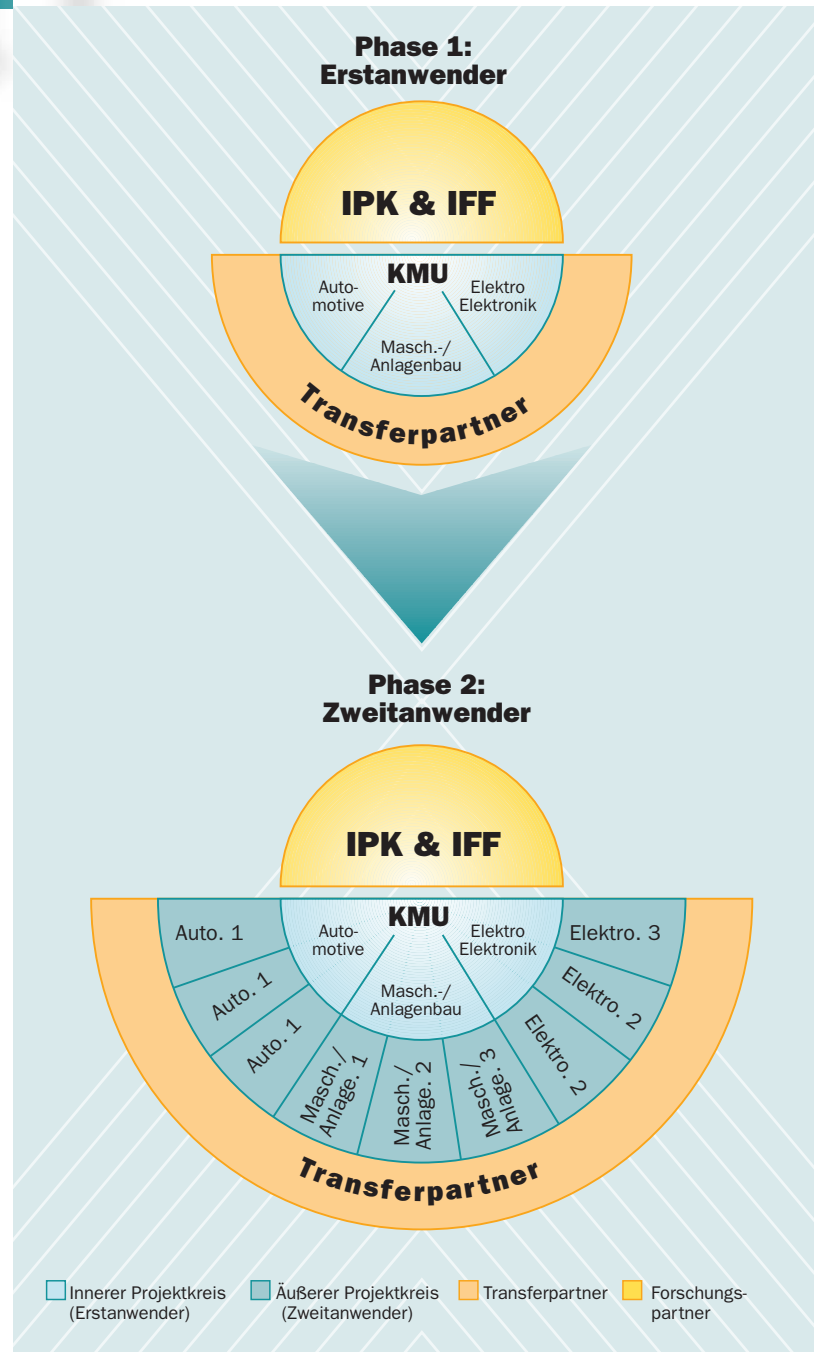 Phase 1:
Erstanwender
IPK & IFF
KMU
Auto-
motive
Elektro
Elektronik
Masch.-/
Anlagenbau
Transferpartner
Phase 2:
Zweitanwender
IPK & IFF
KMU
Auto-
motive
Elektro
Elektronik
Masch.-/
Anlagenbau
Auto. 1
Auto. 1
Auto. 1
Masch./
Anlage. 1
Masch./
Anlage. 2
Masch./
Anlage. 3
Elektro. 2
Elektro. 2
Elektro. 3
Transferpartner
Innerer Projektkreis
(Erstanwender)
Äußerer Projektkreis
(Zweitanwender)
Transferpartner
Forschungs-
partner